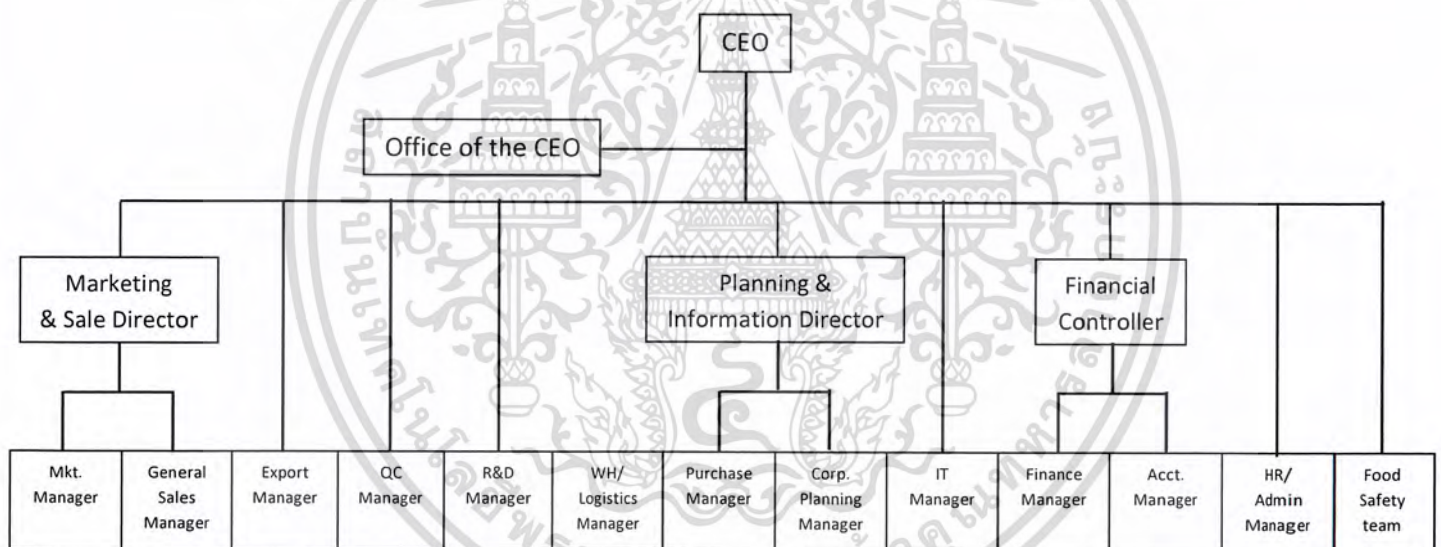 CEO
Office of the CEO
Marketing
& Sale Director
Planning &
Information Director
Financial
Controller
Mkt.
Manager
General
Sales
Manager
Export
Manager
QC
Manager
R&D
Manager
WH/
Logistics
Manager
Purchase
Manager
Corp.
Planning
Manager
IT
Manager
Finance
Manager
Acct.
Manager
HR/
Admin
Manager
Food
Safety
team